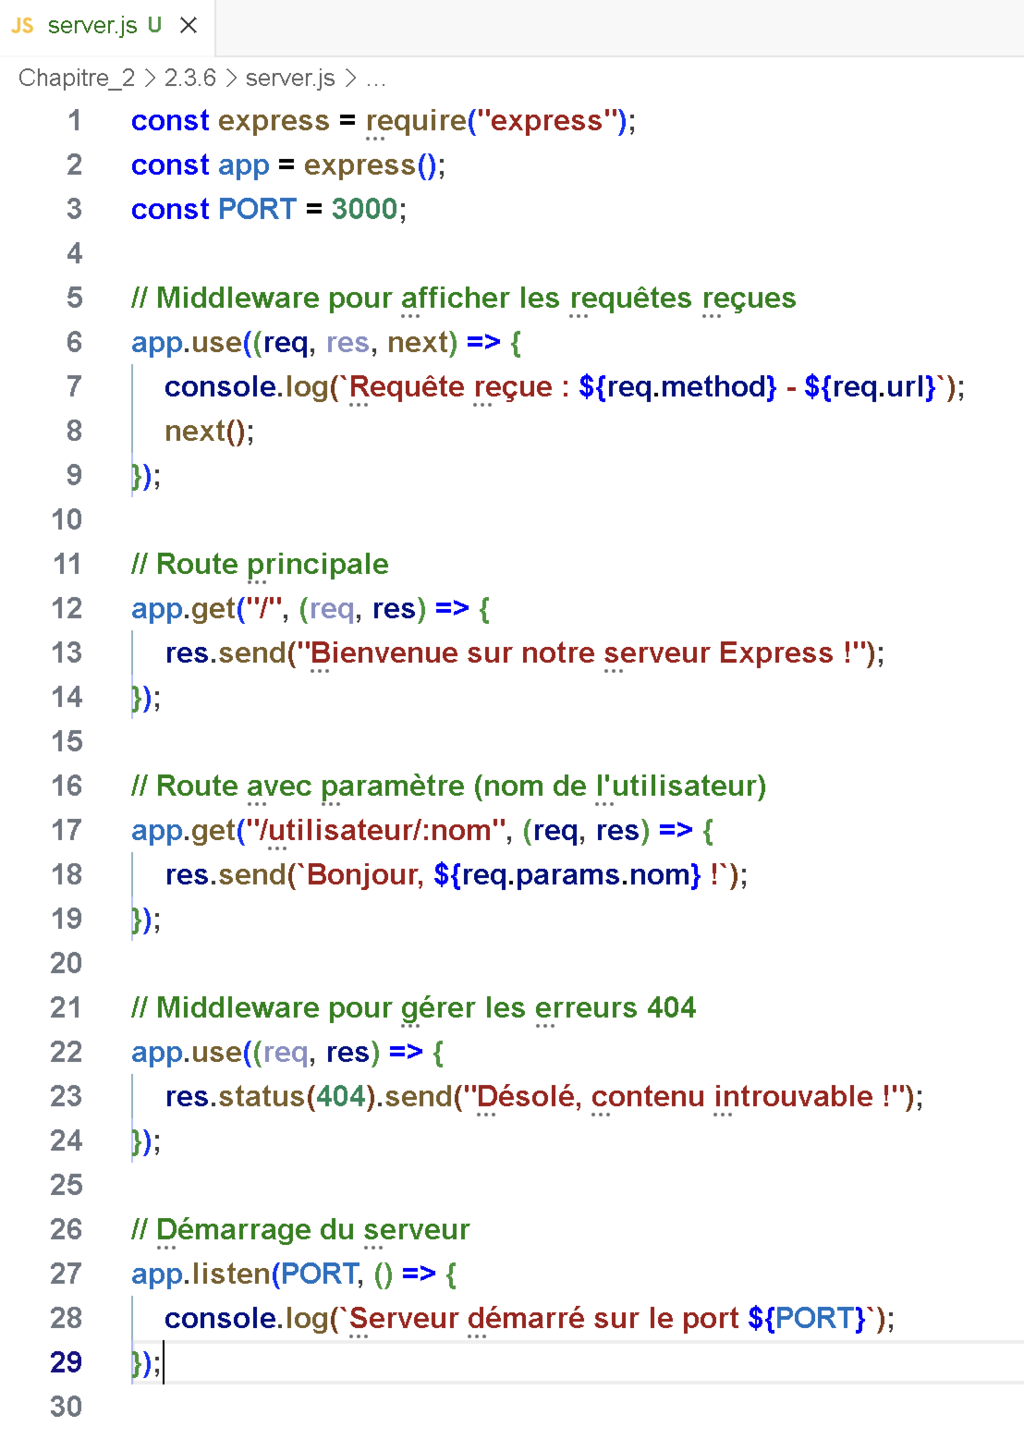 JS server.js U ×
Chapitre_2 > 2.3.6 > server.js > ...
1 const express = require("express");
2 const app = express();
3 const PORT = 3000;
4
5 // Middleware pour afficher les requêtes reçues
6 app.use((req, res, next) => {
7 console.log(`Requête reçue : ${req.method} - ${req.url}`);
8 next();
9 });
10
11 // Route principale
12 app.get("/", (req, res) => {
13 res.send("Bienvenue sur notre serveur Express !");
14 });
15
16 // Route avec paramètre (nom de l'utilisateur)
17 app.get("/utilisateur/:nom", (req, res) => {
18 res.send(`Bonjour, ${req.params.nom} !`);
19 });
20
21 // Middleware pour gérer les erreurs 404
22 app.use((req, res) => {
23 res.status(404).send("Désolé, contenu introuvable !");
24 });
25
26 // Démarrage du serveur
27 app.listen(PORT, () => {
28 console.log(`Serveur démarré sur le port ${PORT}`);
29 });
30